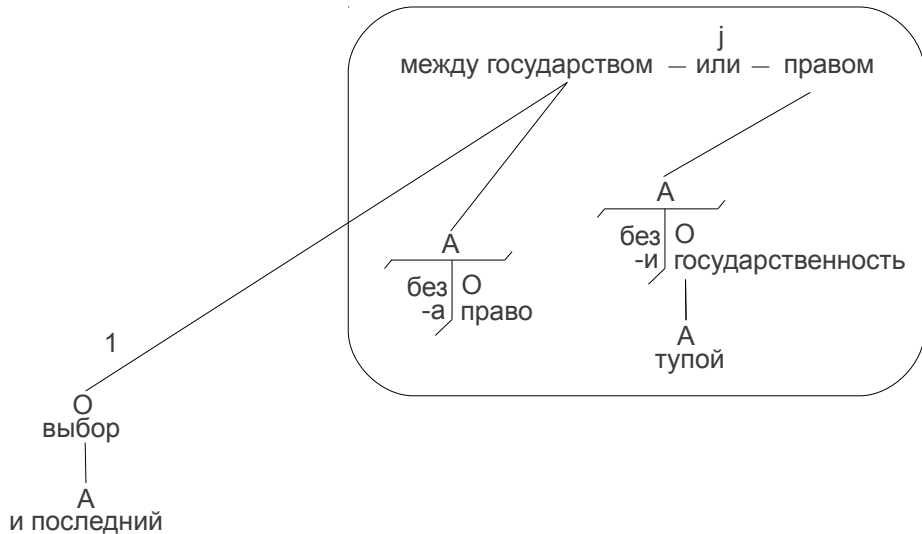 j
между государством – или – правом
А
без О
-и государственность
А
без О
-а право
А
тупой
1
О
выбор
А
и последний